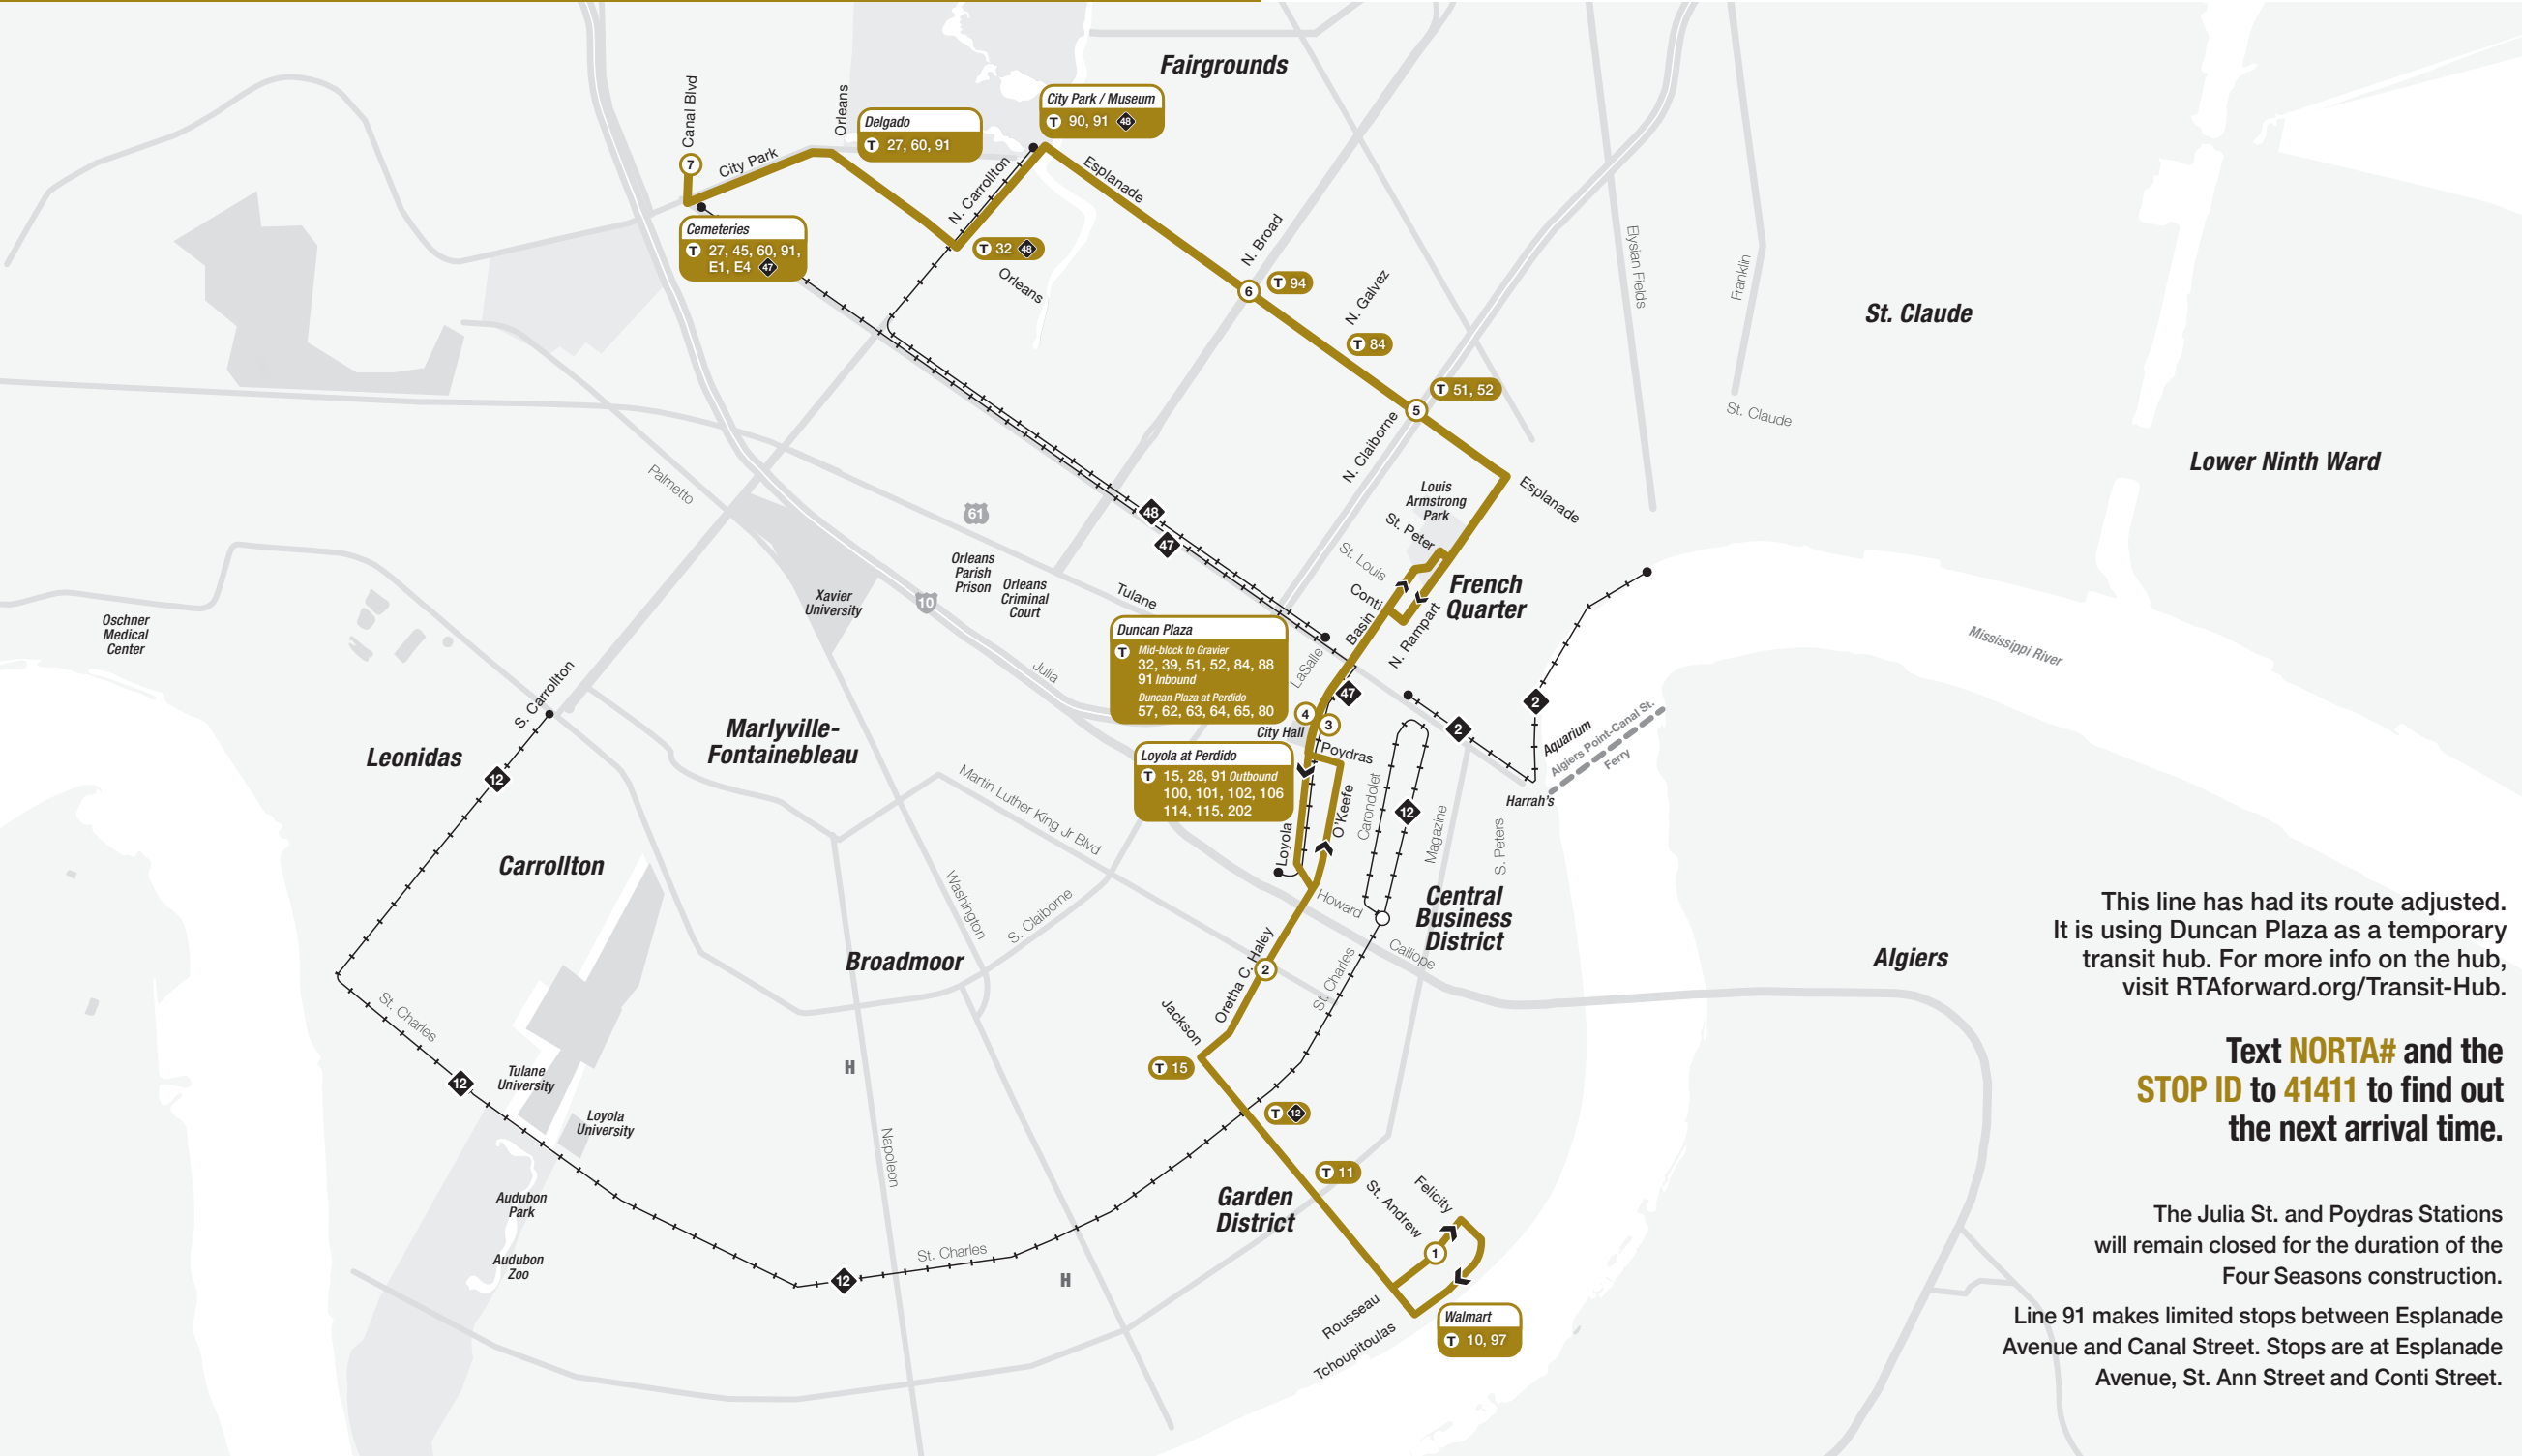 Fairgrounds
Canal Blvd
Orleans
City Park / Museum
T 90, 91 48
Delgado
T 27, 60, 91
7
City Park
N. Carrollton
Esplanade
Cemeteries
T 27, 45, 60, 91,
E1, E4 47
T 32 48
Orleans
N. Broad
6
T 94
N. Galvez
T 84
Elysian Fields
Franklin
St. Claude
St. Claude
T 51, 52
5
N. Claiborne
Lower Ninth Ward
Palmetto
Louis
Armstrong
Park
Esplanade
48
47
61
St. Peter
St. Louis
Orleans
Parish
Prison
Orleans
Criminal
Court
Tulane
Conti
French
Quarter
Xavier
University
10
Basin
N. Rampart
Oschner
Medical
Center
Duncan Plaza
T Mid-block to Gravier
32, 39, 51, 52, 84, 88
91 Inbound
Duncan Plaza at Perdido
57, 62, 63, 64, 65, 80
LaSalle
Julia
Mississippi River
47
2
4
3
City Hall
2
S. Carrollton
Marlyville-
Fontainebleau
Leonidas
Poydras
Aquarium
Algiers Point-Canal St.
Ferry
Loyola at Perdido
T 15, 28, 91 Outbound
100, 101, 102, 106
114, 115, 202
12
Harrah's
Martin Luther King Jr Blvd
Loyola
O'Keefe
Carondolet
12
Magazine
S. Peters
Carrollton
Washington
S. Claiborne
Howard
Central
Business
District
Calliope
Broadmoor
Oretha C. Haley
2
St. Charles
Algiers
This line has had its route adjusted.
It is using Duncan Plaza as a temporary
transit hub. For more info on the hub,
visit RTAforward.org/Transit-Hub.
St. Charles
Jackson
Text NORTA# and the
STOP ID to 41411 to find out
the next arrival time.
12
Tulane
University
H
T 15
Loyola
University
T 12
Napoleon
T 11
St. Andrew
Felicity
Audubon
Park
Garden
District
The Julia St. and Poydras Stations
will remain closed for the duration of the
Four Seasons construction.
Audubon
Zoo
St. Charles
12
H
1
Rousseau
Tchoupitoulas
Walmart
T 10, 97
Line 91 makes limited stops between Esplanade
Avenue and Canal Street. Stops are at Esplanade
Avenue, St. Ann Street and Conti Street.